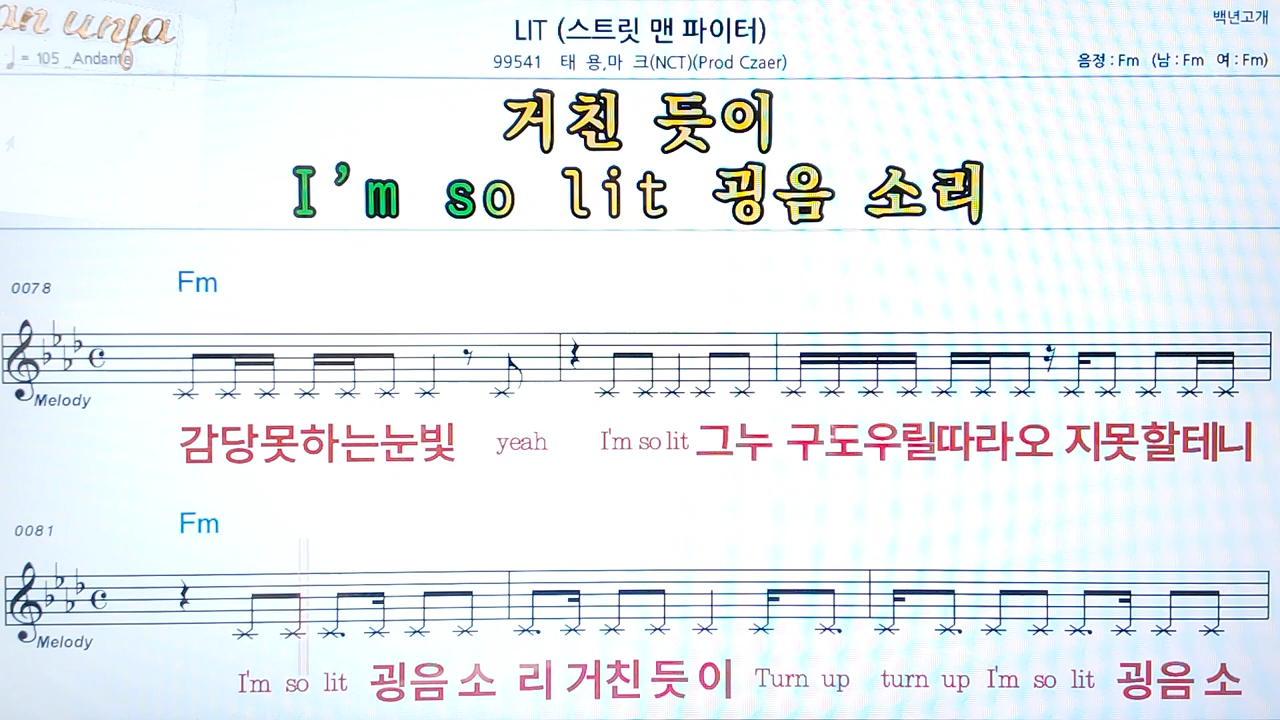 LIT (스트릿 맨 파이터)
백년고개
♩ = 105 Andante
99541 태 용,마 크(NCT)(Prod Czaer)
음정 : Fm (남 : Fm 여 : Fm)
거친 듯이
I'm so lit 굉음 소리
0078 Fm
Melody
감당못하는눈빛 yeah I'm so lit 그누 구도우릴따라오 지못할테니
0081 Fm
Melody
I'm so lit 굉음 소 리 거친 듯 이 Turn up turn up I'm so lit 굉음 소